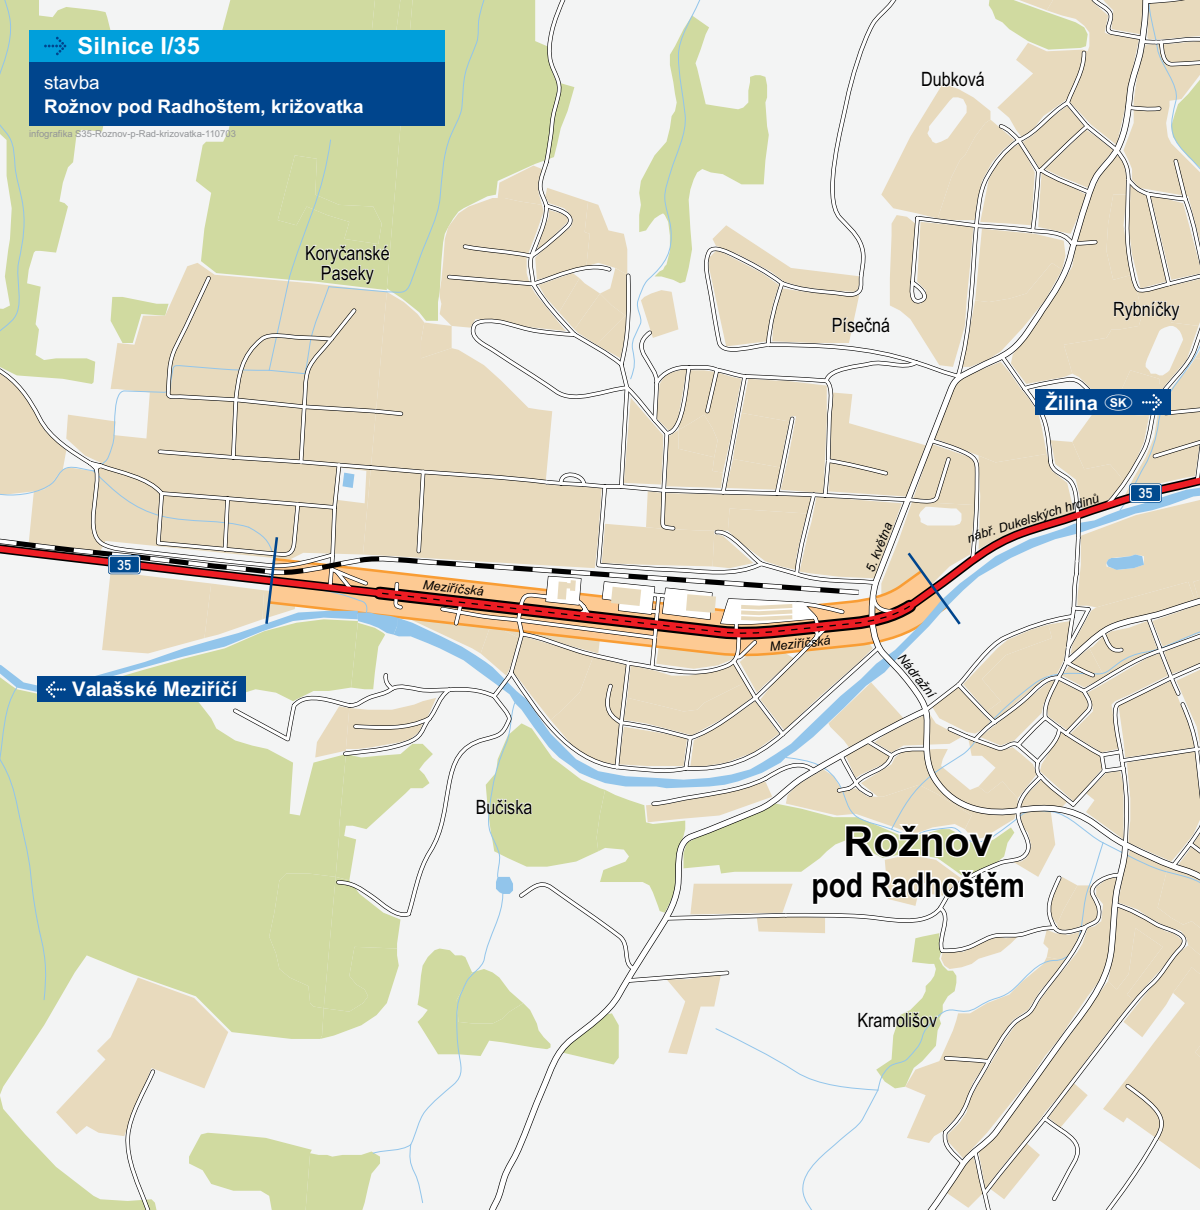 Silnice I/35
stavba
Rožnov pod Radhoštem, križovatka
infografika S35-Roznov-p-Rad-krizovatka-110703
Dubková
Koryčanské
Paseky
Rybníčky
Písečná
Žilina SK
35
nábř. Dukelských hrdinů
5. května
35
Meziříčská
Meziříčská
Nádražní
Valašské Meziříčí
Bučiska
Rožnov
pod Radhoštěm
Kramolišov